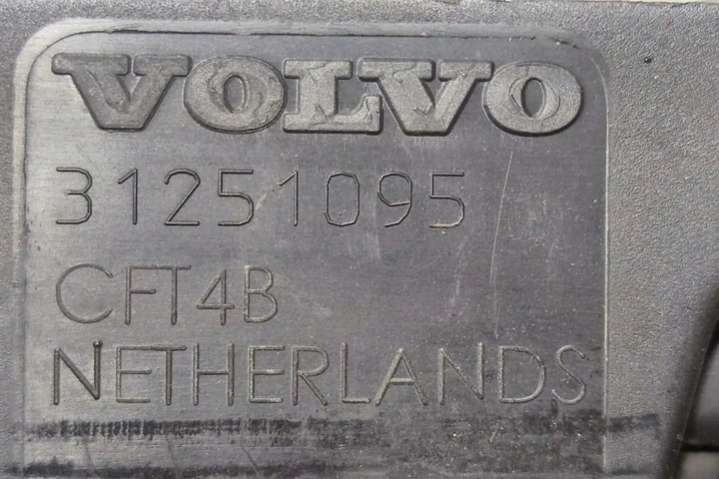 VOLVO
31251095
CFT4B
NETHERLANDS